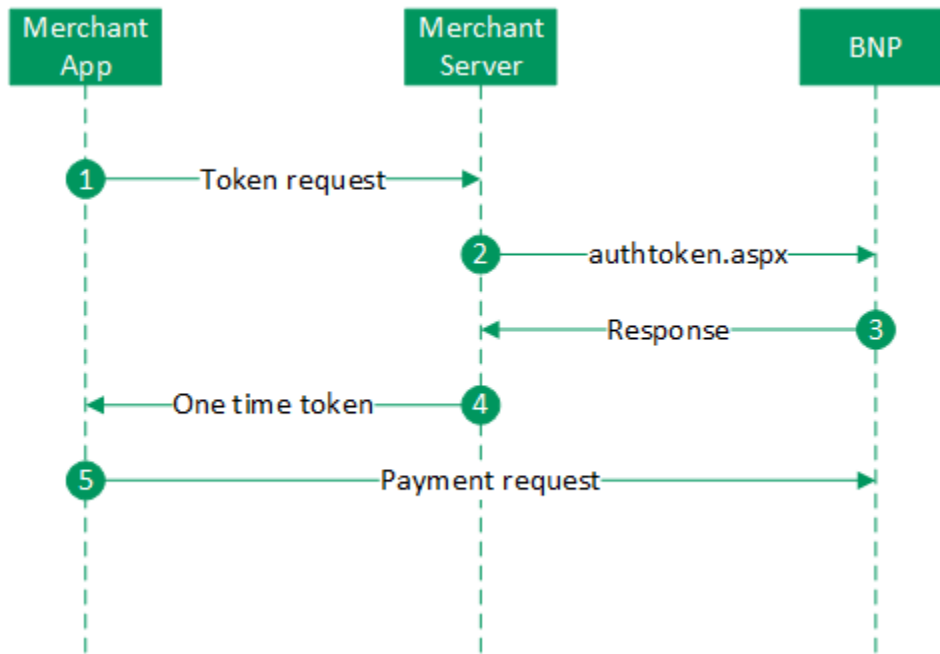 Merchant
App
Merchant
Server
BNP
1 Token request
2 authtoken.aspx
Response 3
One time token 4
5 Payment request